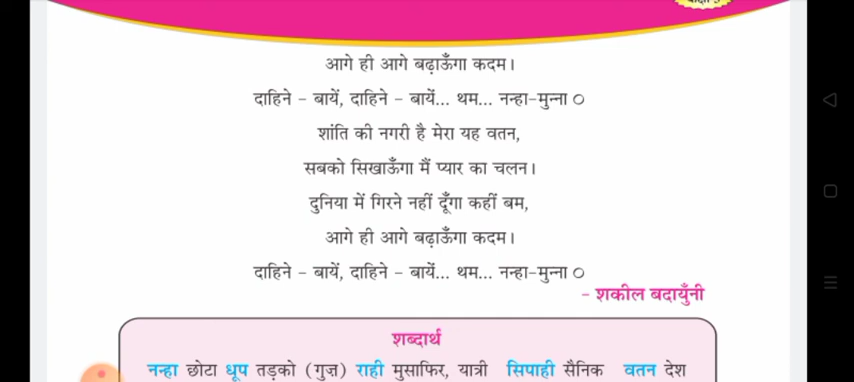 आगे ही आगे बढ़ाऊँगा कदम।
दाहिने - बायें, दाहिने - बायें... थम... नन्हा-मुन्ना ○
शांति की नगरी है मेरा यह वतन,
सबको सिखाऊँगा मैं प्यार का चलन।
दुनिया में गिरने नहीं दूँगा कहीं बम,
आगे ही आगे बढ़ाऊँगा कदम।
दाहिने - बायें, दाहिने - बायें... थम... नन्हा-मुन्ना ○
- शकील बदायुँनी
शब्दार्थ
नन्हा छोटा धूप तड़को (गुज़) राही मुसाफिर, यात्री सिपाही सैनिक वतन देश